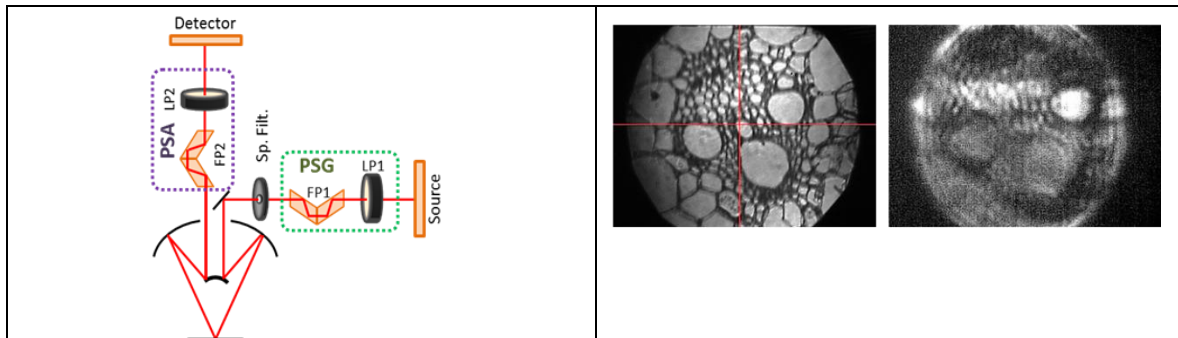 Detector
LP2
PSA
FP2
Sp. Filt.
PSG
LP1
FP1
Source